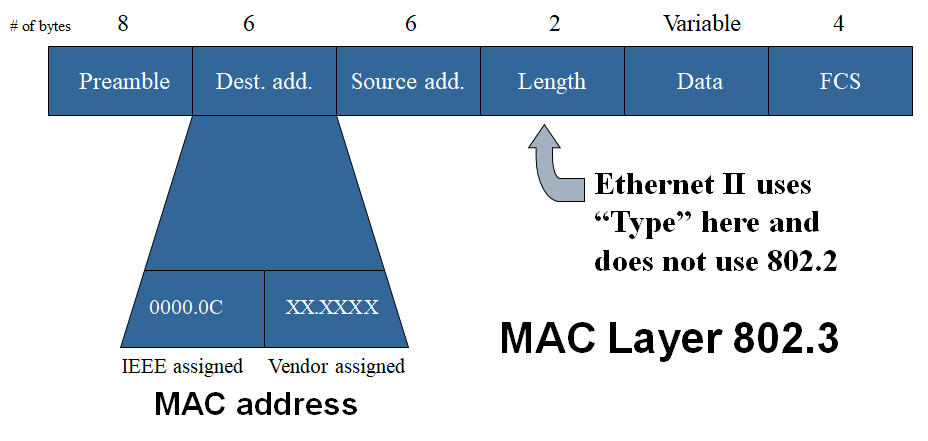 # of bytes 8 6 6 2 Variable 4
Preamble Dest. add. Source add. Length Data FCS
Ethernet II uses
“Type” here and
does not use 802.2
0000.0C XX.XXXX
IEEE assigned Vendor assigned
MAC address
MAC Layer 802.3